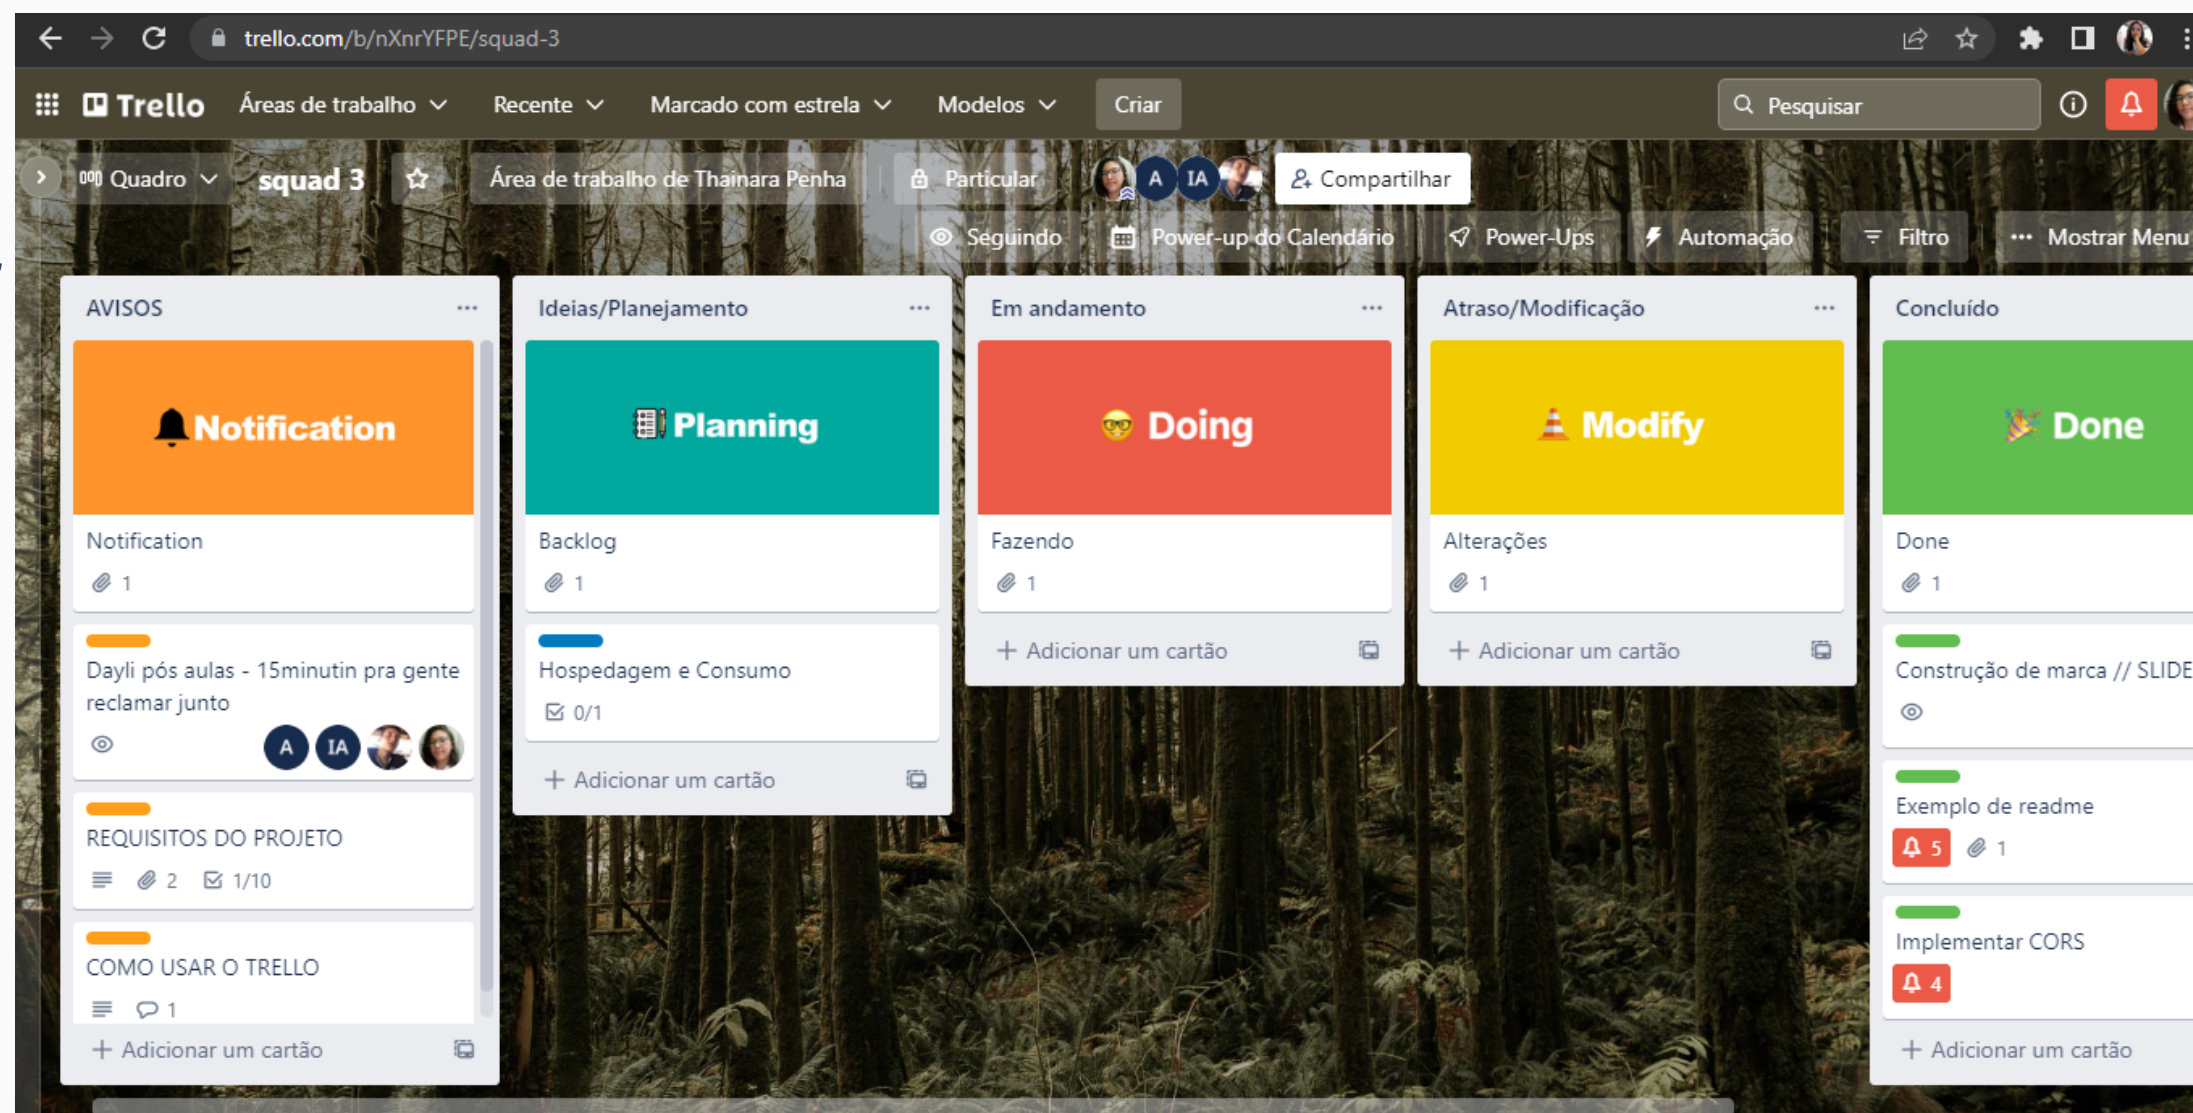 trello.com/b/nXnrYFPE/squad-3
Trello Áreas de trabalho Recente Marcado com estrela Modelos Criar Pesquisar
Quadro squad 3 Área de trabalho de Thainara Penha Particular A IA Compartilhar
Seguindo Power-up do Calendário Power-Ups Automação Filtro ... Mostrar Menu
AVISOS ...
Notification
Notification
1
Dayli pós aulas - 15minutin pra gente
reclamar junto
A IA
REQUISITOS DO PROJETO
2 1/10
COMO USAR O TRELLO
1
+ Adicionar um cartão
Ideias/Planejamento ...
Planning
Backlog
1
Hospedagem e Consumo
0/1
+ Adicionar um cartão
Em andamento ...
Doing
Fazendo
1
+ Adicionar um cartão
Atraso/Modificação ...
Modify
Alterações
1
+ Adicionar um cartão
Concluído
Done
Done
1
Construção de marca // SLIDE
Exemplo de readme
5 1
Implementar CORS
4
+ Adicionar um cartão